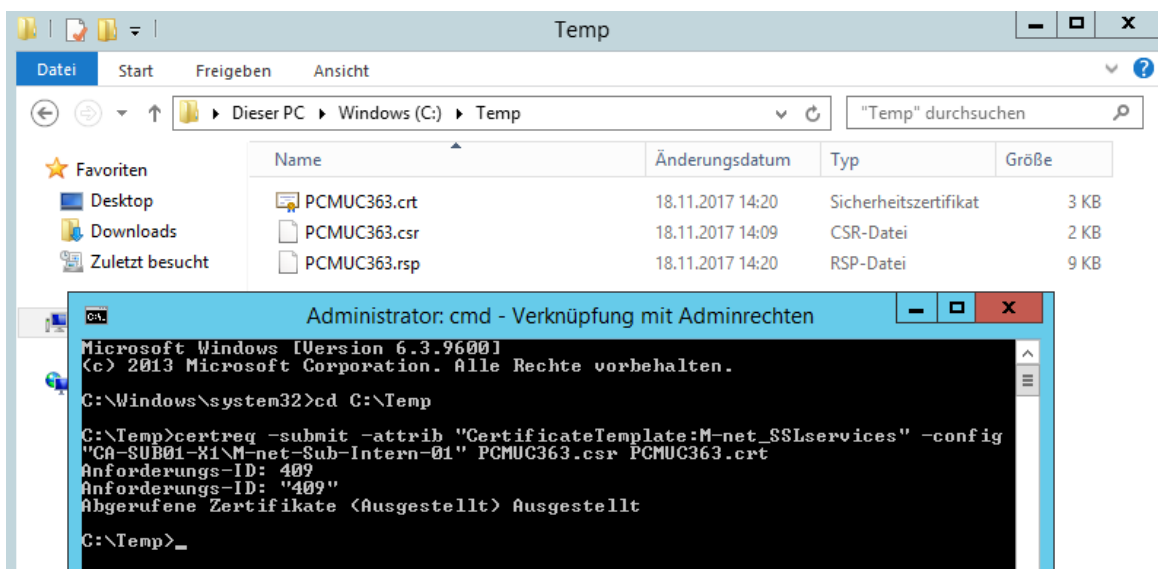 Temp
Datei Start Freigeben Ansicht
Dieser PC Windows (C:) Temp "Temp" durchsuchen
Name Änderungsdatum Typ Größe
Favoriten
Desktop
Downloads
Zuletzt besucht
PCMUC363.crt 18.11.2017 14:20 Sicherheitszertifikat 3 KB
PCMUC363.csr 18.11.2017 14:09 CSR-Datei 2 KB
PCMUC363.rsp 18.11.2017 14:20 RSP-Datei 9 KB
Administrator: cmd - Verknüpfung mit Adminrechten
Microsoft Windows [Version 6.3.9600]
(c) 2013 Microsoft Corporation. Alle Rechte vorbehalten.
C:\Windows\system32>cd C:\Temp
C:\Temp>certreq -submit -attrib "CertificateTemplate:M-net_SSLservices" -config
"CA-SUB01-X1\M-net-Sub-Intern-01" PCMUC363.csr PCMUC363.crt
Anforderungs-ID: 409
Anforderungs-ID: "409"
Abgerufene Zertifikate (Ausgestellt) Ausgestellt
C:\Temp>_